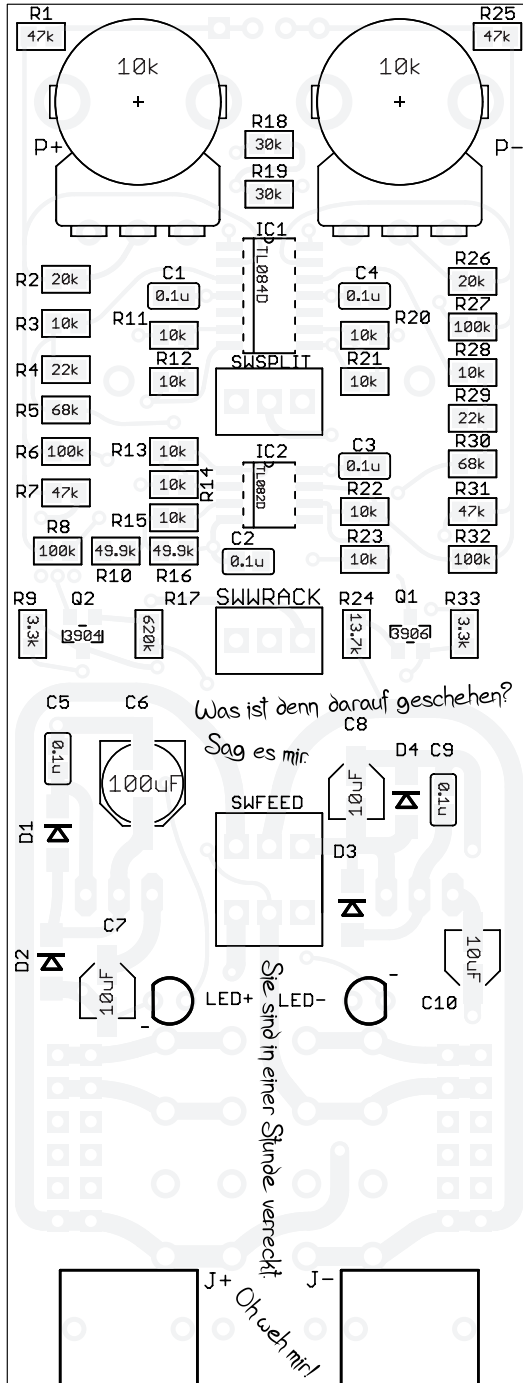 R1
R25
47k
47k
10k
10k
P+
P-
R18
30k
R19
30k
IC1
TL084D
R2 20k
C1
0.1u
C4
0.1u
R26
20k
R3 10k
R11
10k
R20
10k
R27
100k
R12
10k
R21
10k
R28
10k
R4 22k
SWSPLIT
R29
22k
R5 68k
R30
68k
R6 100k
R13 10k
IC2
TL082D
C3
0.1u
R7 47k
R14
10k
R22
10k
R31
47k
R15
10k
R8
100k
49.9k
R10
49.9k
R16
C2
0.1u
R23
10k
R32
100k
R9
3.3k
Q2
3904
R17
620k
SWWRACK
R24
13.7k
Q1
3906
R33
3.3k
Was ist denn darauf geschehen?
Sag es mir.
C5
0.1u
C6
100uF
C8
10uF
D4
C9
0.1u
SWFEED
D1
D3
D2
C7
10uF
-
LED+
LED-
-
10uF
C10
Sie sind in einer Stunde verreckt.
J+
J-
Oh weh mir!